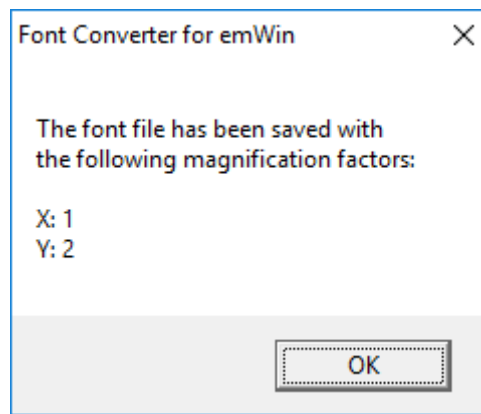 Font Converter for emWin
The font file has been saved with
the following magnification factors:
X: 1
Y: 2
OK